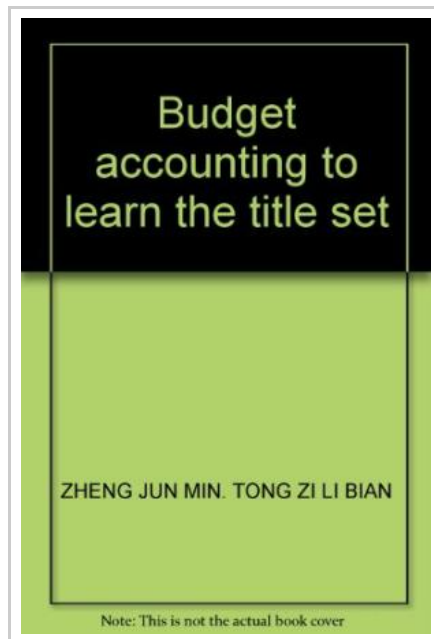 Budget
accounting to
learn the title set
ZHENG JUN MIN. TONG ZI LI BIAN
Note: This is not the actual book cover